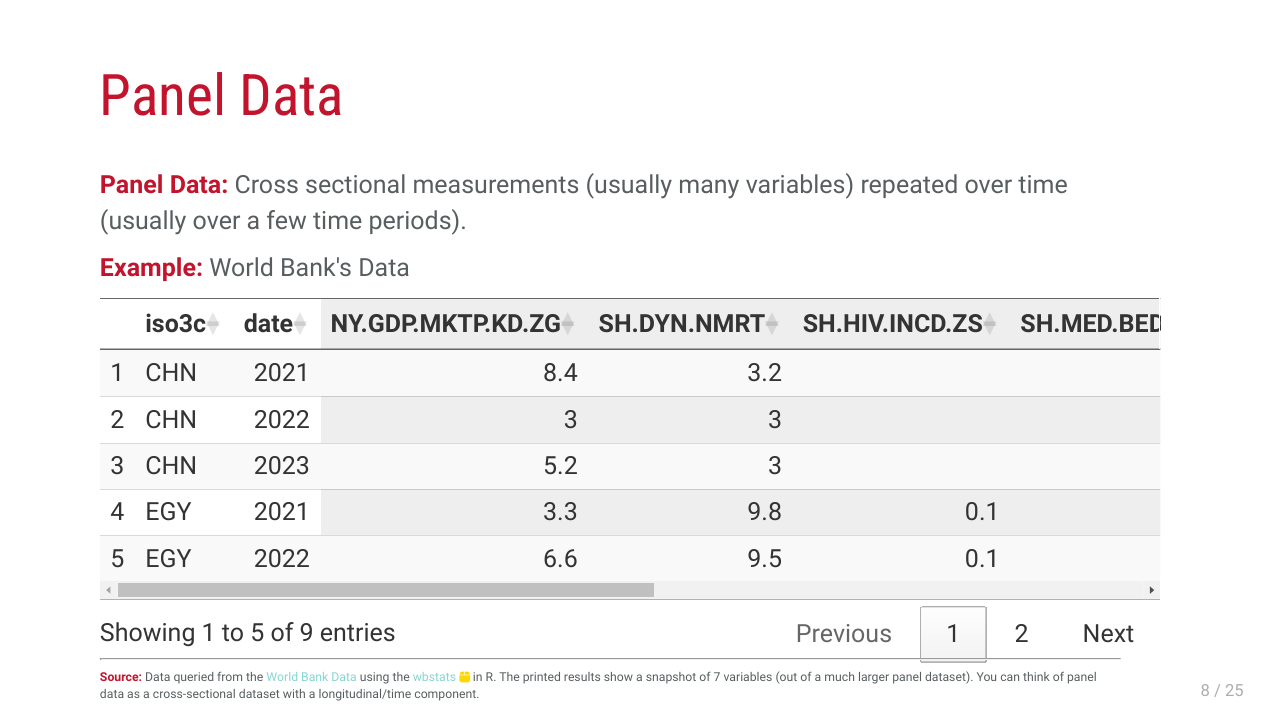 Panel Data
Panel Data: Cross sectional measurements (usually many variables) repeated over time
(usually over a few time periods).
Example: World Bank's Data
iso3c date NY.GDP.MKTP.KD.ZG SH.DYN.NMRT SH.HIV.INCD.ZS SH.MED.BED
1 CHN 2021 8.4 3.2
2 CHN 2022 3 3
3 CHN 2023 5.2 3
4 EGY 2021 3.3 9.8 0.1
5 EGY 2022 6.6 9.5 0.1
Showing 1 to 5 of 9 entries Previous 1 2 Next
Source: Data queried from the World Bank Data using the wbstats in R. The printed results show a snapshot of 7 variables (out of a much larger panel dataset). You can think of panel
data as a cross-sectional dataset with a longitudinal/time component.
8 / 25